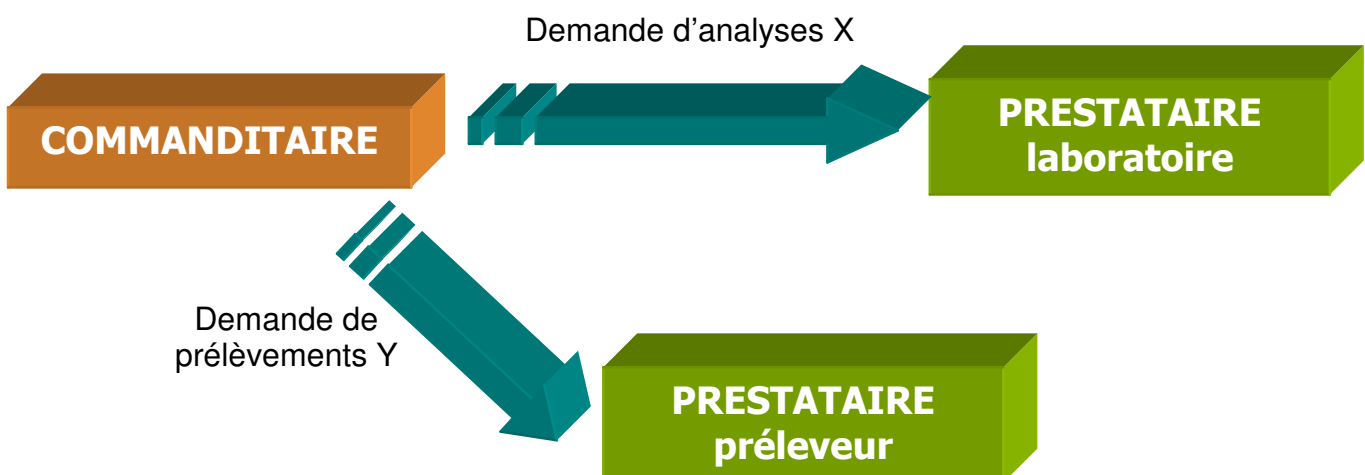 Demande d'analyses X
COMMANDITAIRE
PRESTATAIRE
laboratoire
Demande de
prélèvements Y
PRESTATAIRE
préleveur